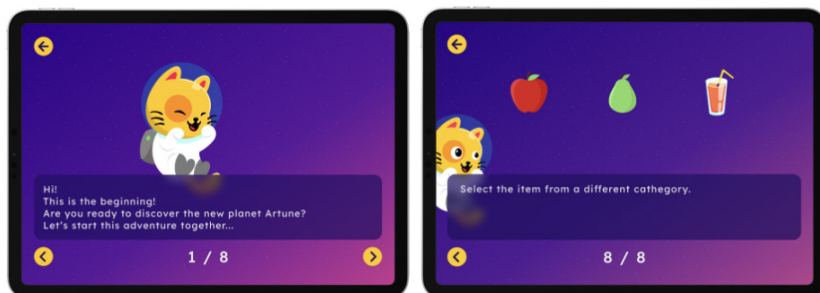 Hi!
This is the beginning!
Are you ready to discover the new planet Artune?
Let's start this adventure together...
1 / 8
Select the item from a different cathegory.
8 / 8